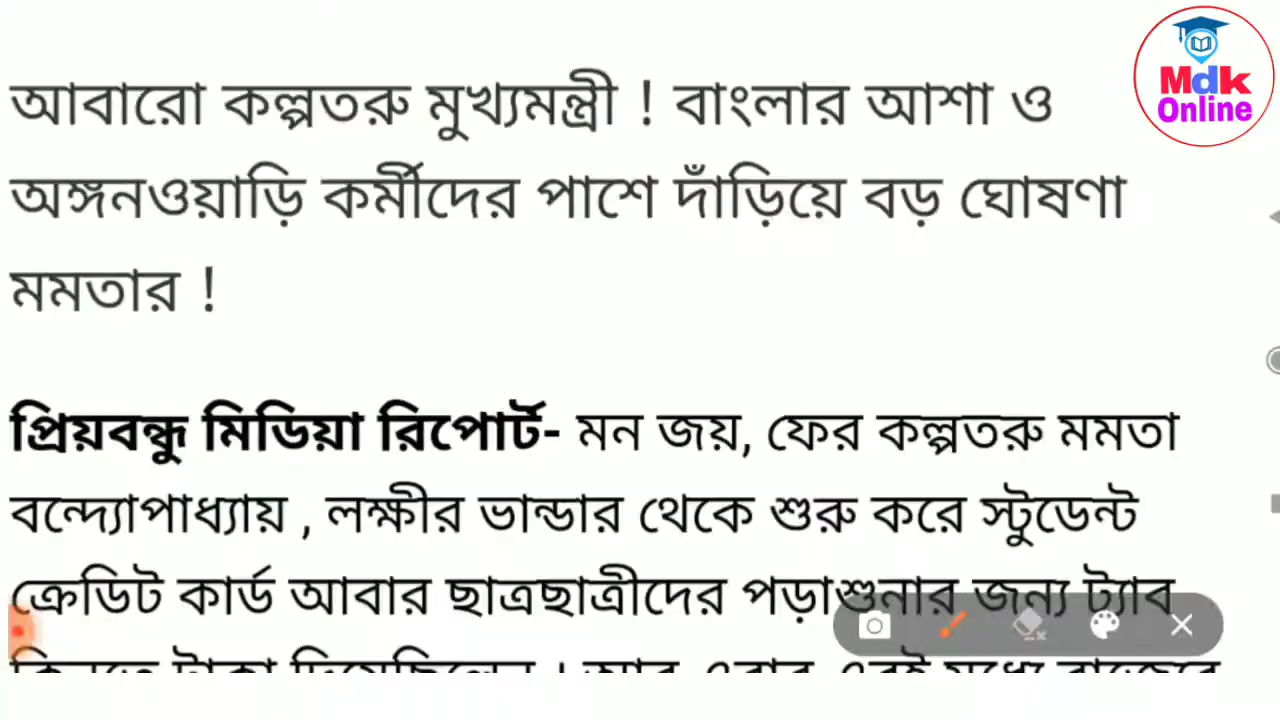 Mdk
Online
আবারো কল্পতরু মুখ্যমন্ত্রী ! বাংলার আশা ও
অঙ্গনওয়াড়ি কর্মীদের পাশে দাঁড়িয়ে বড় ঘোষণা
মমতার !
প্রিয়বন্ধু মিডিয়া রিপোর্ট- মন জয়, ফের কল্পতরু মমতা
বন্দ্যোপাধ্যায় , লক্ষীর ভান্ডার থেকে শুরু করে স্টুডেন্ট
ক্রেডিট কার্ড আবার ছাত্রছাত্রীদের পড়াশুনার জন্য ট্যাব